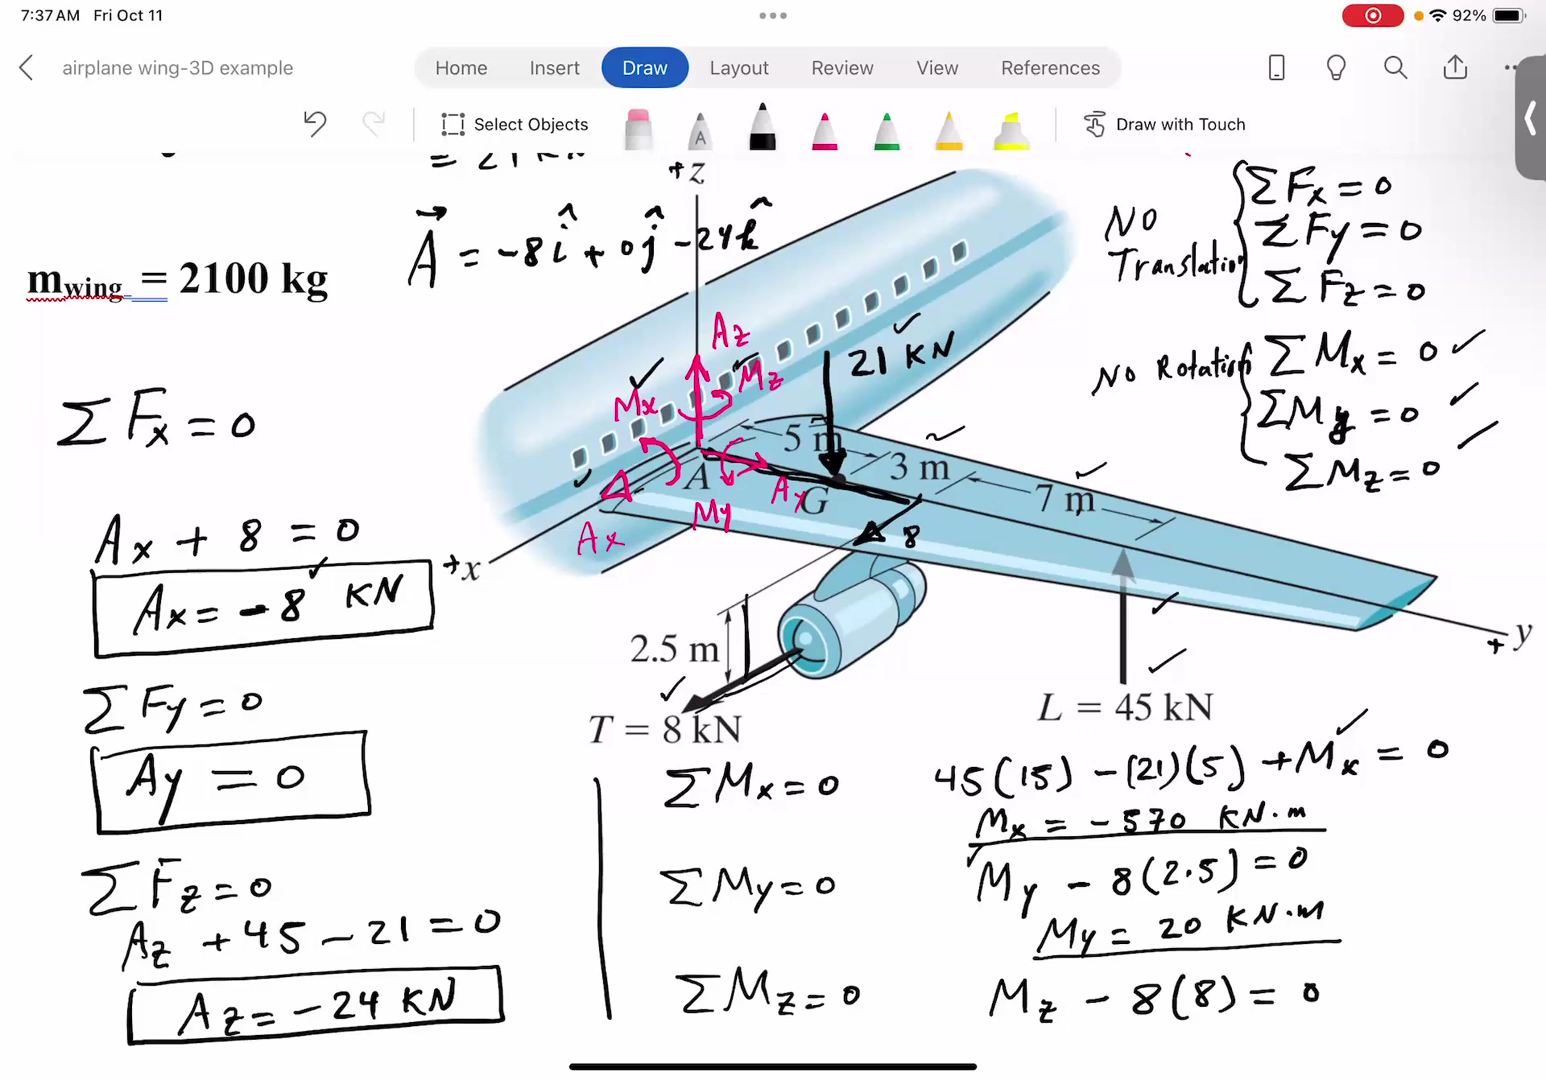 7:37 AM Fri Oct 11
92%
airplane wing-3D example
Home Insert Draw Layout Review View References
Select Objects
A
Draw with Touch
= 21 KN
+z
A = -8î + 0ĵ - 24k̂
m wing = 2100 kg
No Translation
ΣFx = 0
ΣFy = 0
ΣFz = 0
No Rotation
ΣMx = 0 ✓
ΣMy = 0
ΣMz = 0
Az
Mz
Mx
21 KN
5 m
3 m
7 m
A
Ay
G
My
Ax
8
+x
+y
2.5 m
T = 8 kN
L = 45 kN
ΣFx = 0
Ax + 8 = 0
Ax = -8 KN
ΣFy = 0
Ay = 0
ΣFz = 0
Az + 45 - 21 = 0
Az = -24 KN
ΣMx = 0
45(15) - (21)(5) + Mx = 0
Mx = -570 KN·m
ΣMy = 0
My - 8(2.5) = 0
My = 20 KN·m
ΣMz = 0
Mz - 8(8) = 0